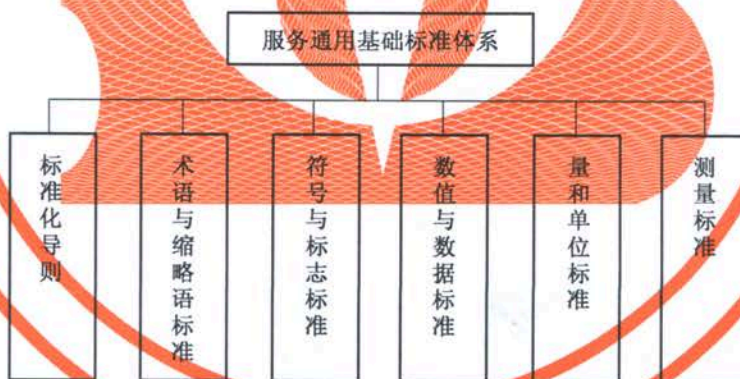 服务通用基础标准体系
标准化导则
术语与缩略语标准
符号与标志标准
数值与数据标准
量和单位标准
测量标准